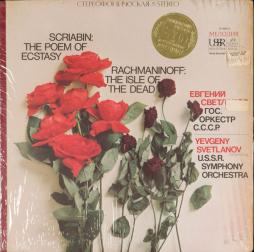 СТЕРЕОФОНИЧЕСКАЯ STEREO
SCRIABIN:
THE POEM OF
ECSTASY
RACHMANINOFF:
THE ISLE OF
THE DEAD
МЕЛОДИЯ
USSR
ЕВГЕНИЙ
СВЕТЛ
ГОС.
ОРКЕСТР
С.С.С.Р.
YEVGENY
SVETLANOV
U.S.S.R.
SYMPHONY
ORCHESTRA